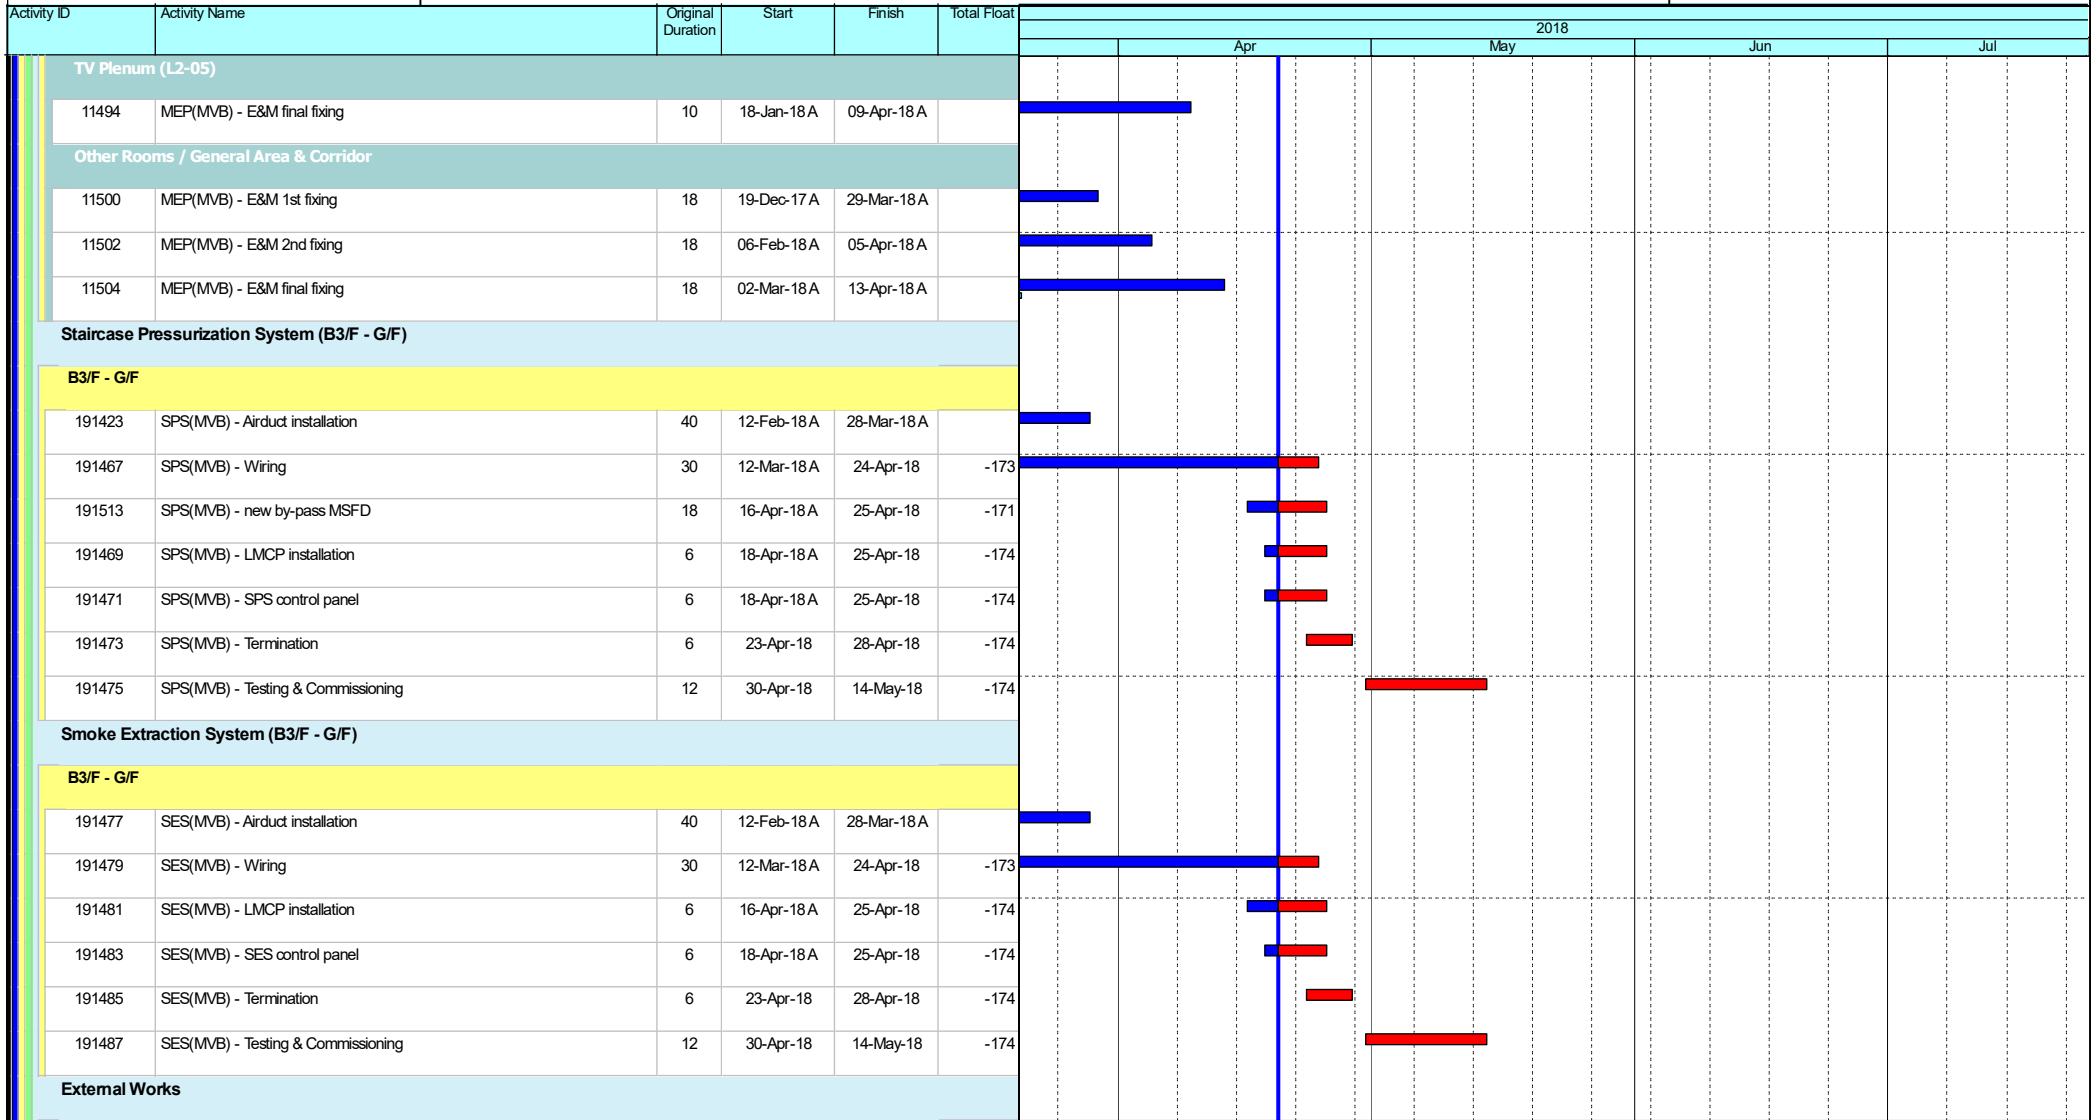 Activity ID Activity Name Original Duration Start Finish Total Float
2018
Apr May Jun Jul
TV Plenum (L2-05)
11494 MEP(MVB) - E&M final fixing 10 18-Jan-18 A 09-Apr-18 A
Other Rooms / General Area & Corridor
11500 MEP(MVB) - E&M 1st fixing 18 19-Dec-17 A 29-Mar-18 A
11502 MEP(MVB) - E&M 2nd fixing 18 06-Feb-18 A 05-Apr-18 A
11504 MEP(MVB) - E&M final fixing 18 02-Mar-18 A 13-Apr-18 A
Staircase Pressurization System (B3/F - G/F)
B3/F - G/F
191423 SPS(MVB) - Airduct installation 40 12-Feb-18 A 28-Mar-18 A
191467 SPS(MVB) - Wiring 30 12-Mar-18 A 24-Apr-18 -173
191513 SPS(MVB) - new by-pass MSFD 18 16-Apr-18 A 25-Apr-18 -171
191469 SPS(MVB) - LMCP installation 6 18-Apr-18 A 25-Apr-18 -174
191471 SPS(MVB) - SPS control panel 6 18-Apr-18 A 25-Apr-18 -174
191473 SPS(MVB) - Termination 6 23-Apr-18 28-Apr-18 -174
191475 SPS(MVB) - Testing & Commissioning 12 30-Apr-18 14-May-18 -174
Smoke Extraction System (B3/F - G/F)
B3/F - G/F
191477 SES(MVB) - Airduct installation 40 12-Feb-18 A 28-Mar-18 A
191479 SES(MVB) - Wiring 30 12-Mar-18 A 24-Apr-18 -173
191481 SES(MVB) - LMCP installation 6 16-Apr-18 A 25-Apr-18 -174
191483 SES(MVB) - SES control panel 6 18-Apr-18 A 25-Apr-18 -174
191485 SES(MVB) - Termination 6 23-Apr-18 28-Apr-18 -174
191487 SES(MVB) - Testing & Commissioning 12 30-Apr-18 14-May-18 -174
External Works